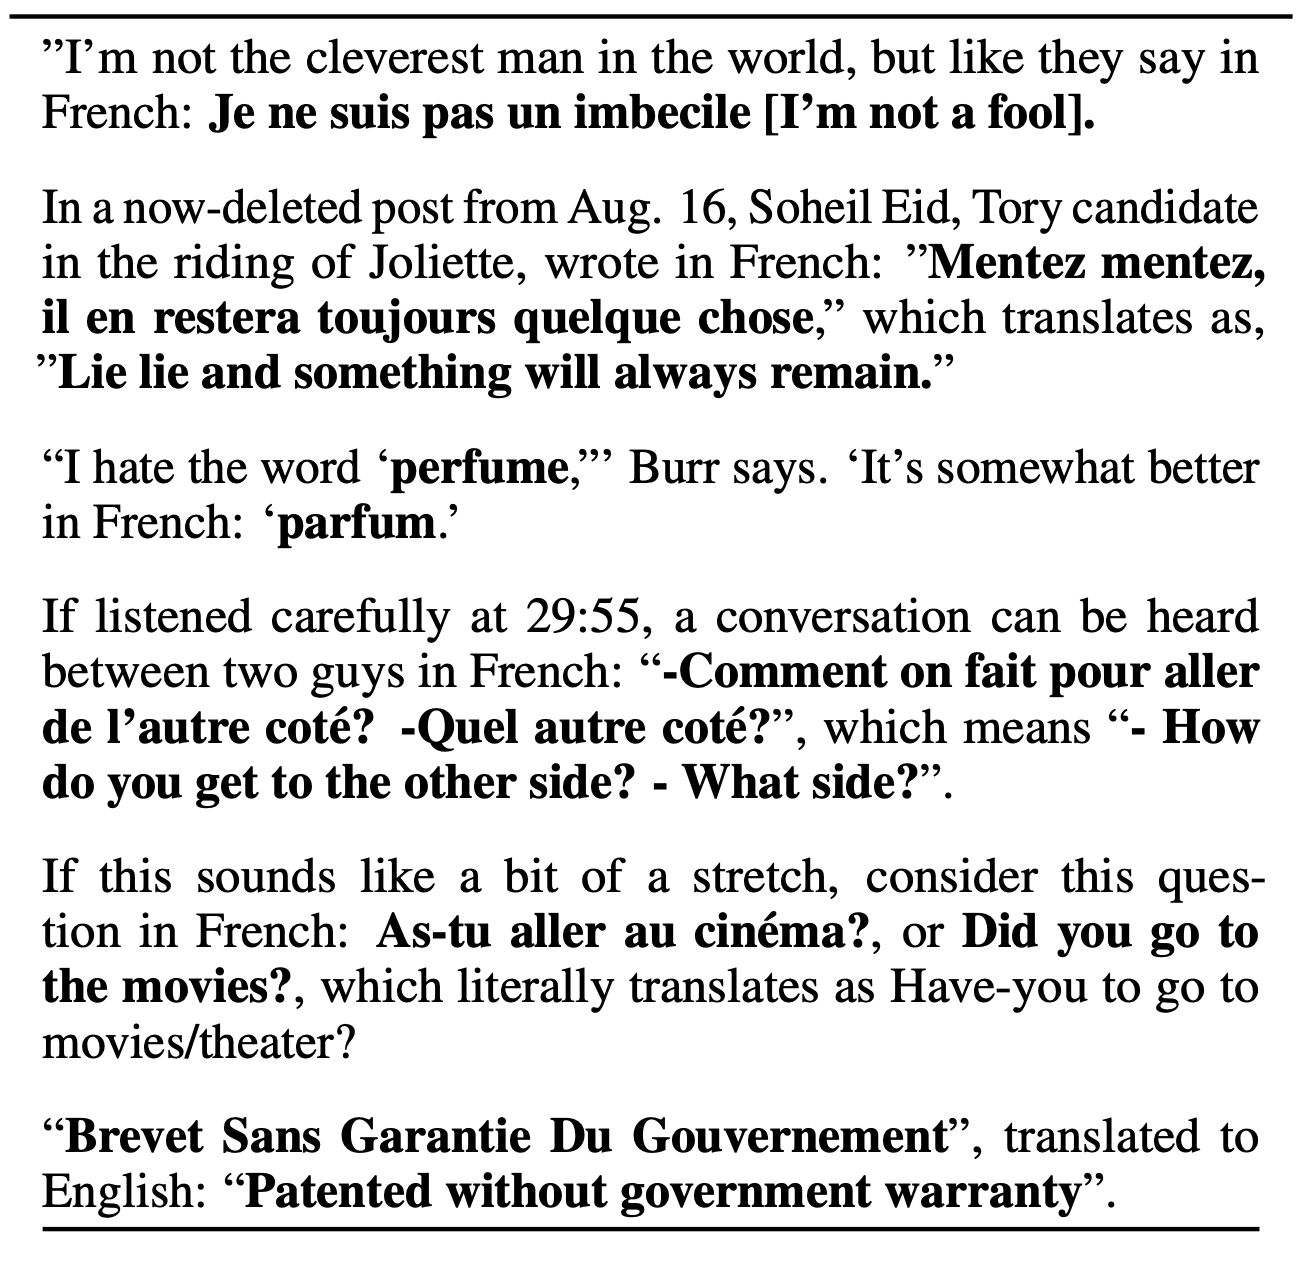 ”I’m not the cleverest man in the world, but like they say in
French: Je ne suis pas un imbecile [I’m not a fool].
In a now-deleted post from Aug. 16, Soheil Eid, Tory candidate
in the riding of Joliette, wrote in French: ”Mentez mentez,
il en restera toujours quelque chose,” which translates as,
”Lie lie and something will always remain.”
“I hate the word ‘perfume,”’ Burr says. ‘It’s somewhat better
in French: ‘parfum.’
If listened carefully at 29:55, a conversation can be heard
between two guys in French: “-Comment on fait pour aller
de l’autre coté? -Quel autre coté?”, which means “- How
do you get to the other side? - What side?”.
If this sounds like a bit of a stretch, consider this ques-
tion in French: As-tu aller au cinéma?, or Did you go to
the movies?, which literally translates as Have-you to go to
movies/theater?
“Brevet Sans Garantie Du Gouvernement”, translated to
English: “Patented without government warranty”.